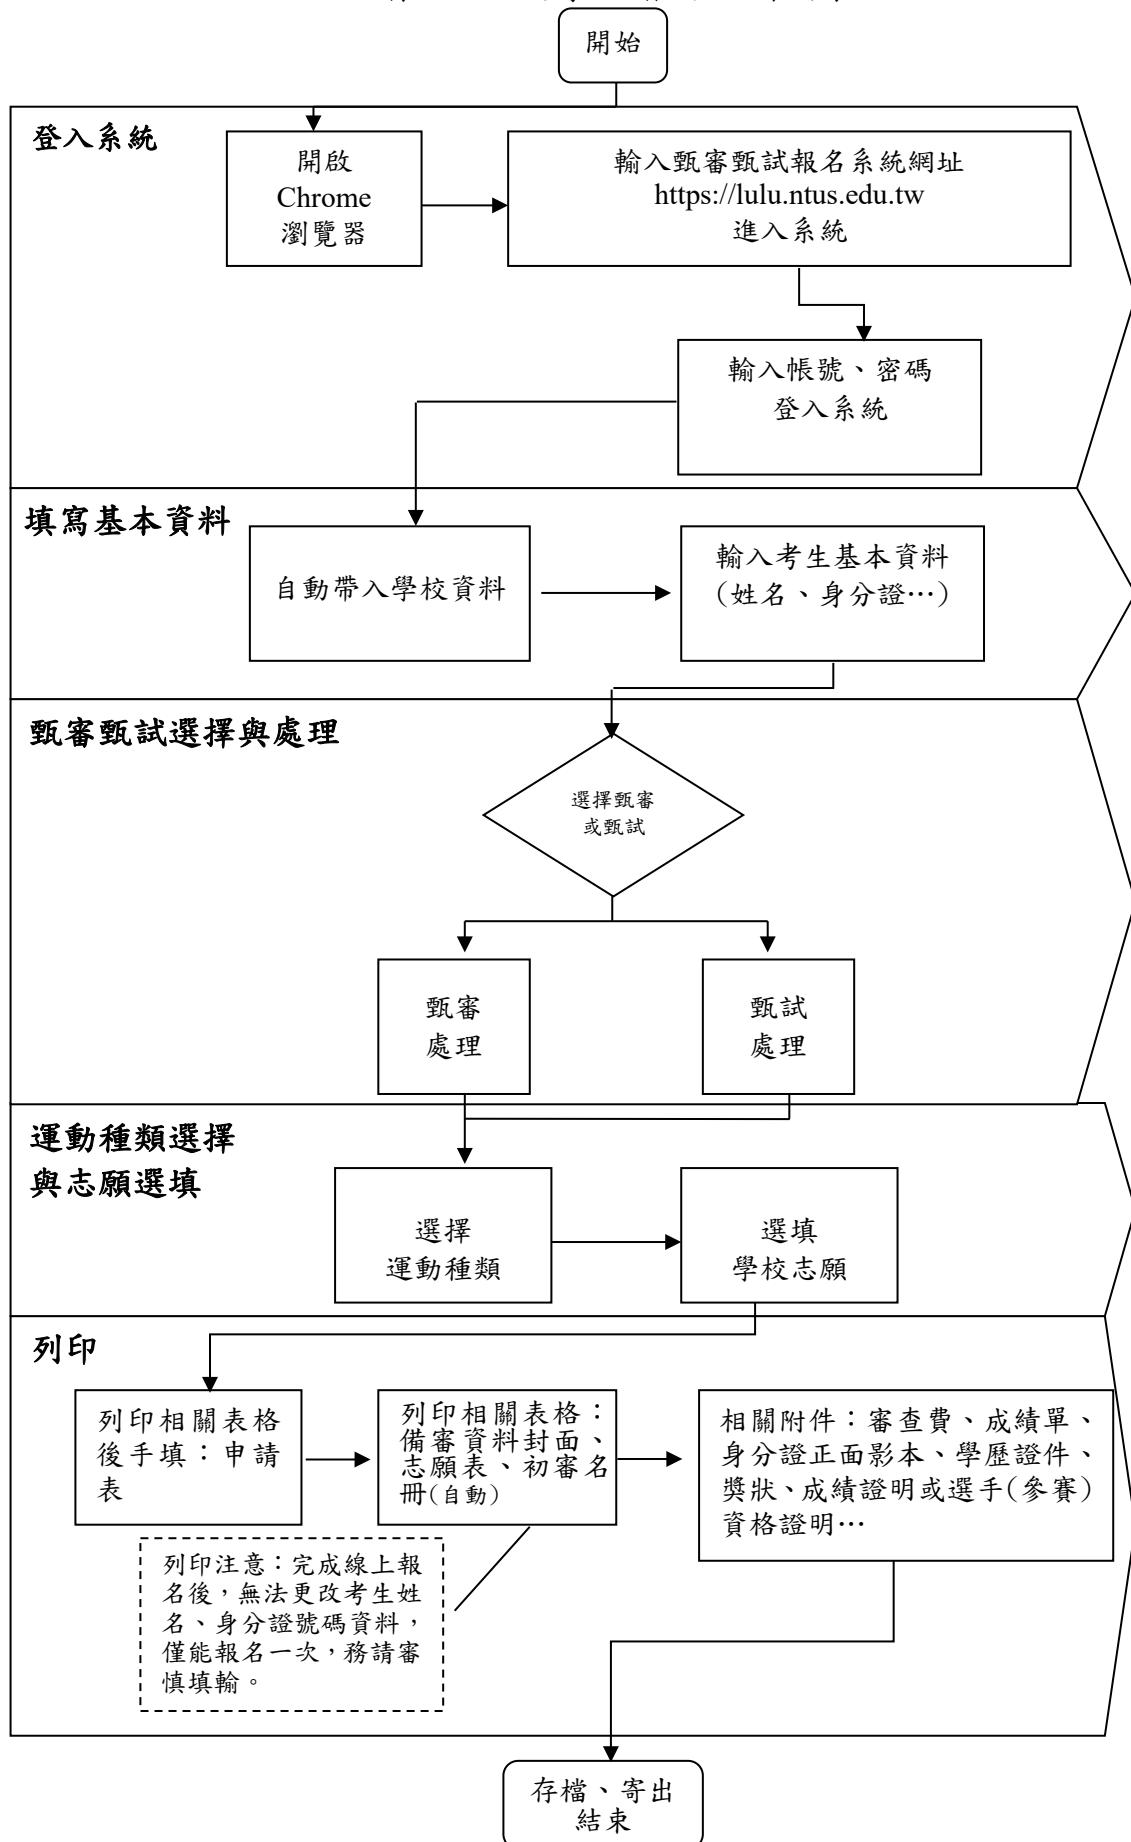 開始
登入系統
開啟
Chrome
瀏覽器
輸入甄審甄試報名系統網址
https://lulu.ntus.edu.tw
進入系統
輸入帳號、密碼
登入系統
填寫基本資料
自動帶入學校資料
輸入考生基本資料
(姓名、身分證…)
甄審甄試選擇與處理
選擇甄審
或甄試
甄審
處理
甄試
處理
運動種類選擇
與志願選填
選擇
運動種類
選填
學校志願
列印
列印相關表格
後手填：申請
表
列印相關表格：
備審資料封面、
志願表、初審名
冊(自動)
相關附件：審查費、成績單、
身分證正面影本、學歷證件、
獎狀、成績證明或選手(參賽)
資格證明…
列印注意：完成線上報
名後，無法更改考生姓
名、身分證號碼資料，
僅能報名一次，務請審
慎填輸。
存檔、寄出
結束